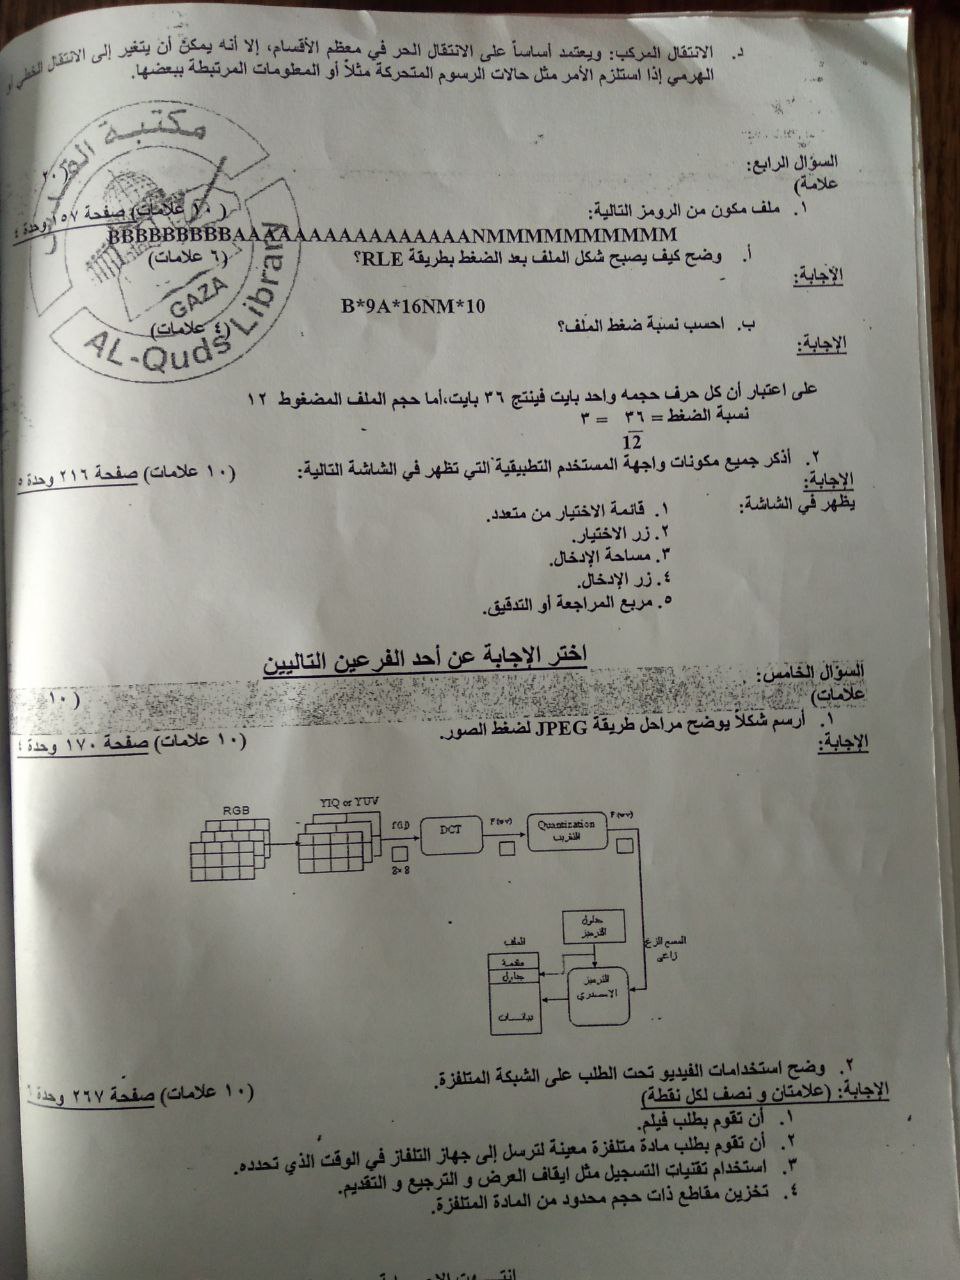 د. الانتقال المركب: ويعتمد أساساً على الانتقال الحر في معظم الأقسام، إلا أنه يمكن أن يتغير إلى الانتقال الخطي أو
الهرمي إذا استلزم الأمر مثل حالات الرسوم المتحركة مثلاً أو المعلومات المرتبطة ببعضها.
السؤال الرابع: (٢٠
علامة)
١. ملف مكون من الرومز التالية: (١٠ علامات) صفحة ١٥٧ وحدة ٤
BBBBBBBBBAAAAAAAAAAAAAAAANMMMMMMMMMM
أ. وضح كيف يصبح شكل الملف بعد الضغط بطريقة RLE؟ (٦ علامات)
الإجابة:
B*9A*16NM*10
ب. احسب نسبة ضغط الملف؟ (٤ علامات)
الإجابة:
على اعتبار أن كل حرف حجمه واحد بايت فينتج ٣٦ بايت،أما حجم الملف المضغوط ١٢
نسبة الضغط = ٣٦ = ٣
12
٢. أذكر جميع مكونات واجهة المستخدم التطبيقية التي تظهر في الشاشة التالية: (١٠ علامات) صفحة ٢١٦ وحدة ٥
الإجابة:
يظهر في الشاشة:
١. قائمة الاختيار من متعدد.
٢. زر الاختيار.
٣. مساحة الإدخال.
٤. زر الإدخال.
٥. مربع المراجعة أو التدقيق.
اختر الإجابة عن أحد الفرعين التاليين
السؤال الخامس: (١٠
علامات)
١. أرسم شكلاً يوضح مراحل طريقة JPEG لضغط الصور. (١٠ علامات) صفحة ١٧٠ وحدة ٤
الإجابة:
RGB
YIQ or YUV
8×8
DCT
Quantization
التقريب
جداول
الترميز
المسح الزع
زاعي
الملف
مقدمة
جداول
بيانات
الترميز
مكتبة القدس
GAZA
AL-Quds Library
٢. وضح استخدامات الفيديو تحت الطلب على الشبكة المتلفزة. (١٠ علامات) صفحة ٢٦٧ وحدة ٦
الإجابة: (علامتان و نصف لكل نقطة)
١. أن تقوم بطلب فيلم.
٢. أن تقوم بطلب مادة متلفزة معينة لترسل إلى جهاز التلفاز في الوقت الذي تحدده.
٣. استخدام تقنيات التسجيل مثل ايقاف العرض و الترجيع و التقديم.
٤. تخزين مقاطع ذات حجم محدود من المادة المتلفزة.